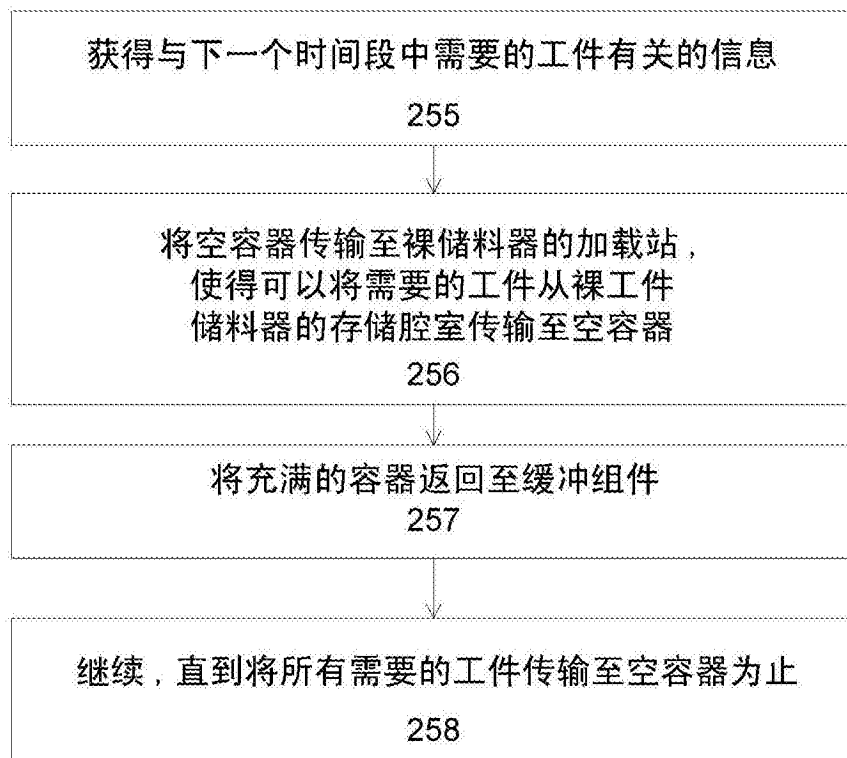 获得与下一个时间段中需要的工件有关的信息
255
将空容器传输至裸储料器的加载站，
使得可以将需要的工件从裸工件
储料器的存储腔室传输至空容器
256
将充满的容器返回至缓冲组件
257
继续，直到将所有需要的工件传输至空容器为止
258